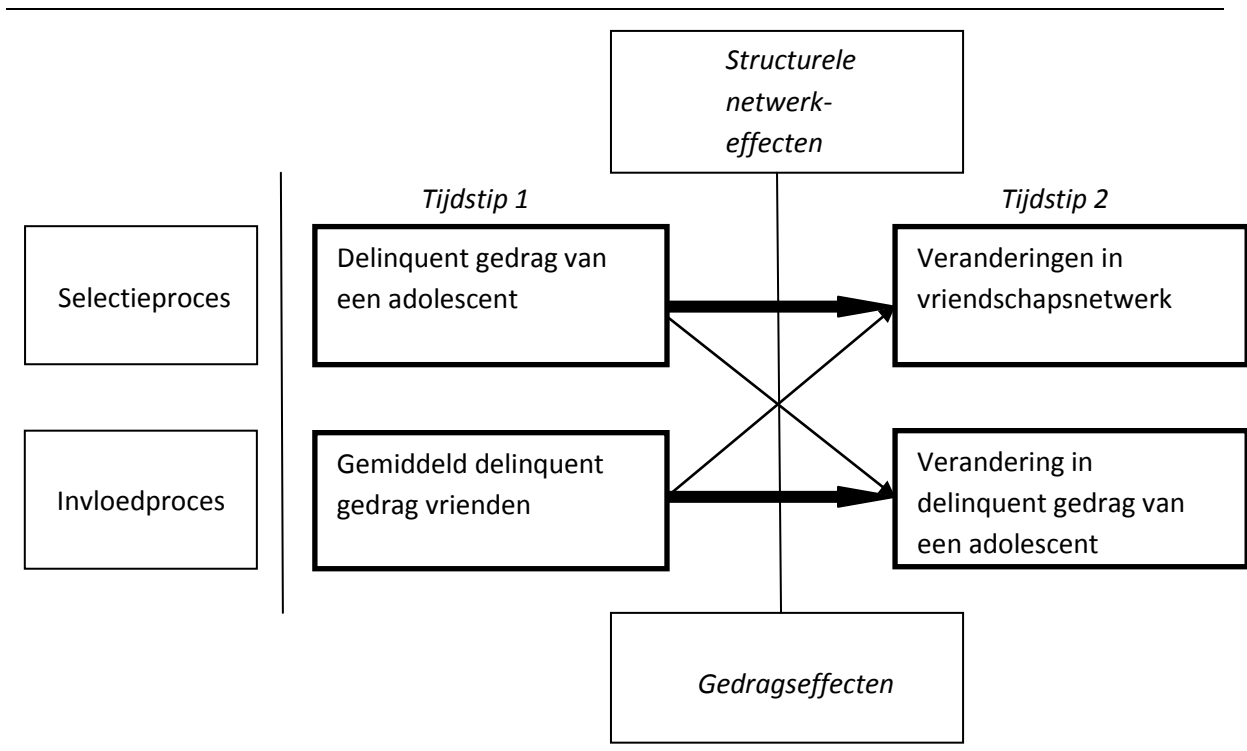 Structurele
netwerk-
effecten
Tijdstip 1
Tijdstip 2
Selectieproces
Delinquent gedrag van
een adolescent
Veranderingen in
vriendschapsnetwerk
Invloedproces
Gemiddeld delinquent
gedrag vrienden
Verandering in
delinquent gedrag van
een adolescent
Gedragseffecten